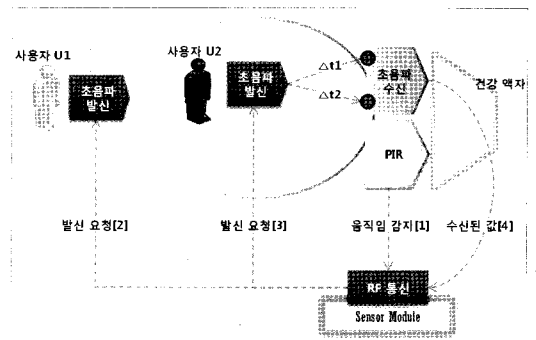 사용자 U1
사용자 U2
초음파
발신
초음파
발신
△t1
△t2
초음파
수신
건강 액자
PIR
발신 요청[2]
발신 요청[3]
움직임 감지[1]
수신된 값[4]
RF 통신
Sensor Module